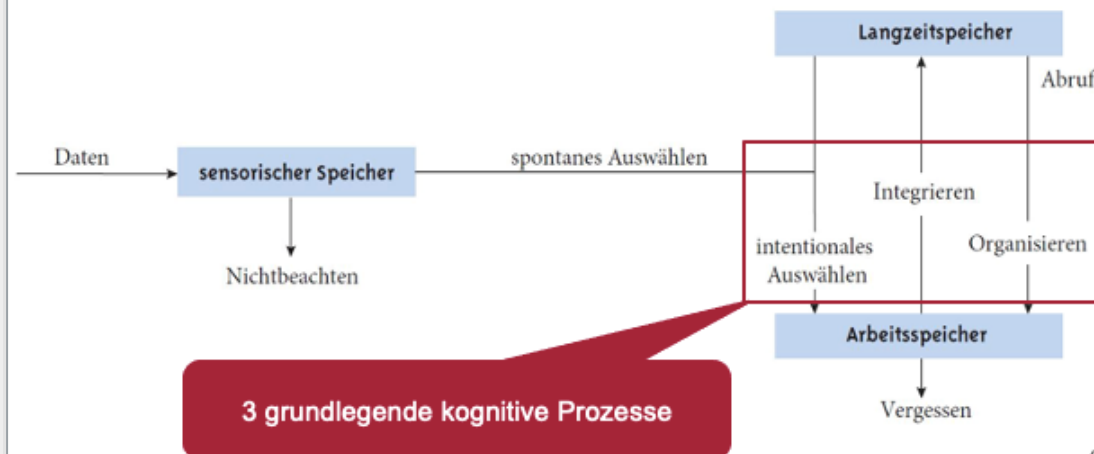 Langzeitspeicher
Abruf
Daten
sensorischer Speicher
spontanes Auswählen
Integrieren
intentionales
Auswählen
Organisieren
Nichtbeachten
Arbeitsspeicher
3 grundlegende kognitive Prozesse
Vergessen